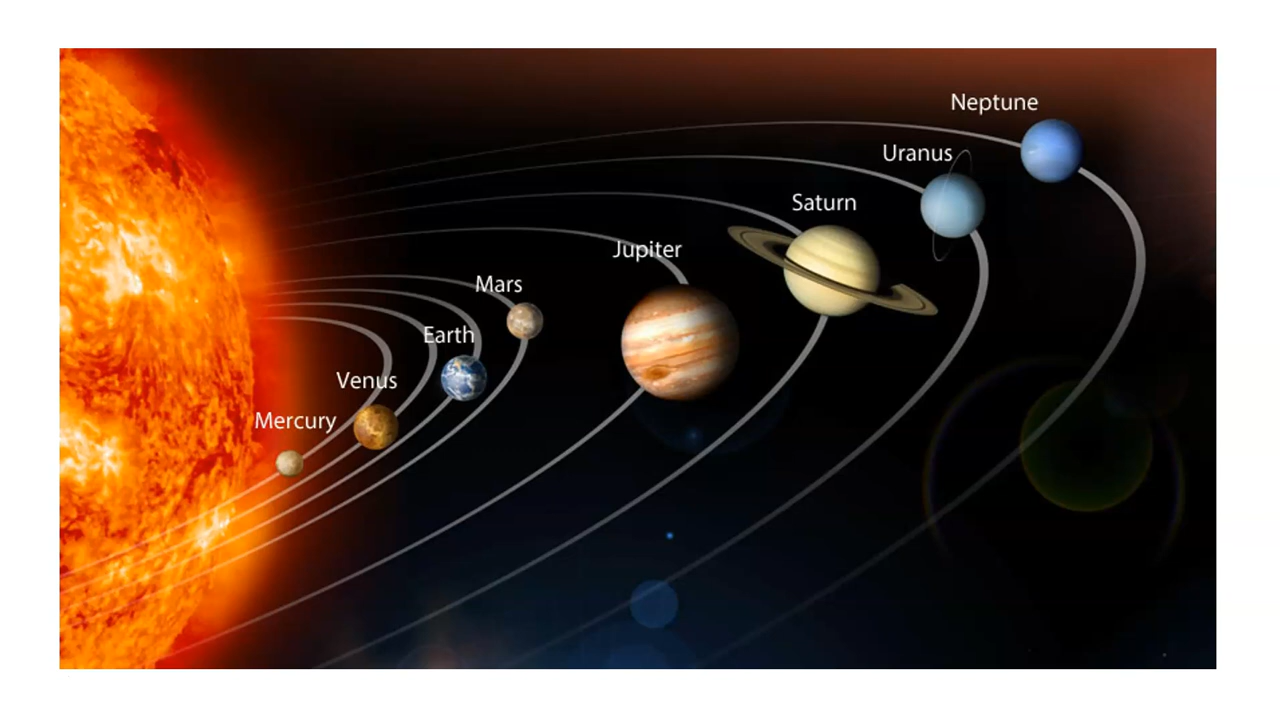 Neptune
Uranus
Saturn
Jupiter
Mars
Earth
Venus
Mercury